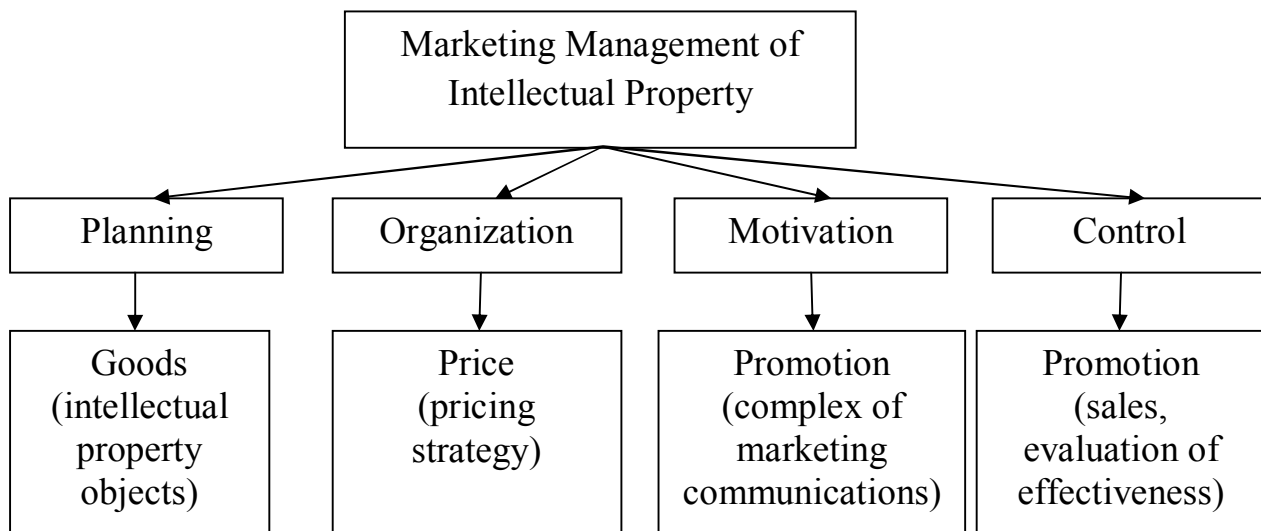 Marketing Management of
Intellectual Property
Planning
Organization
Motivation
Control
Goods
(intellectual
property
objects)
Price
(pricing
strategy)
Promotion
(complex of
marketing
communications)
Promotion
(sales,
evaluation of
effectiveness)